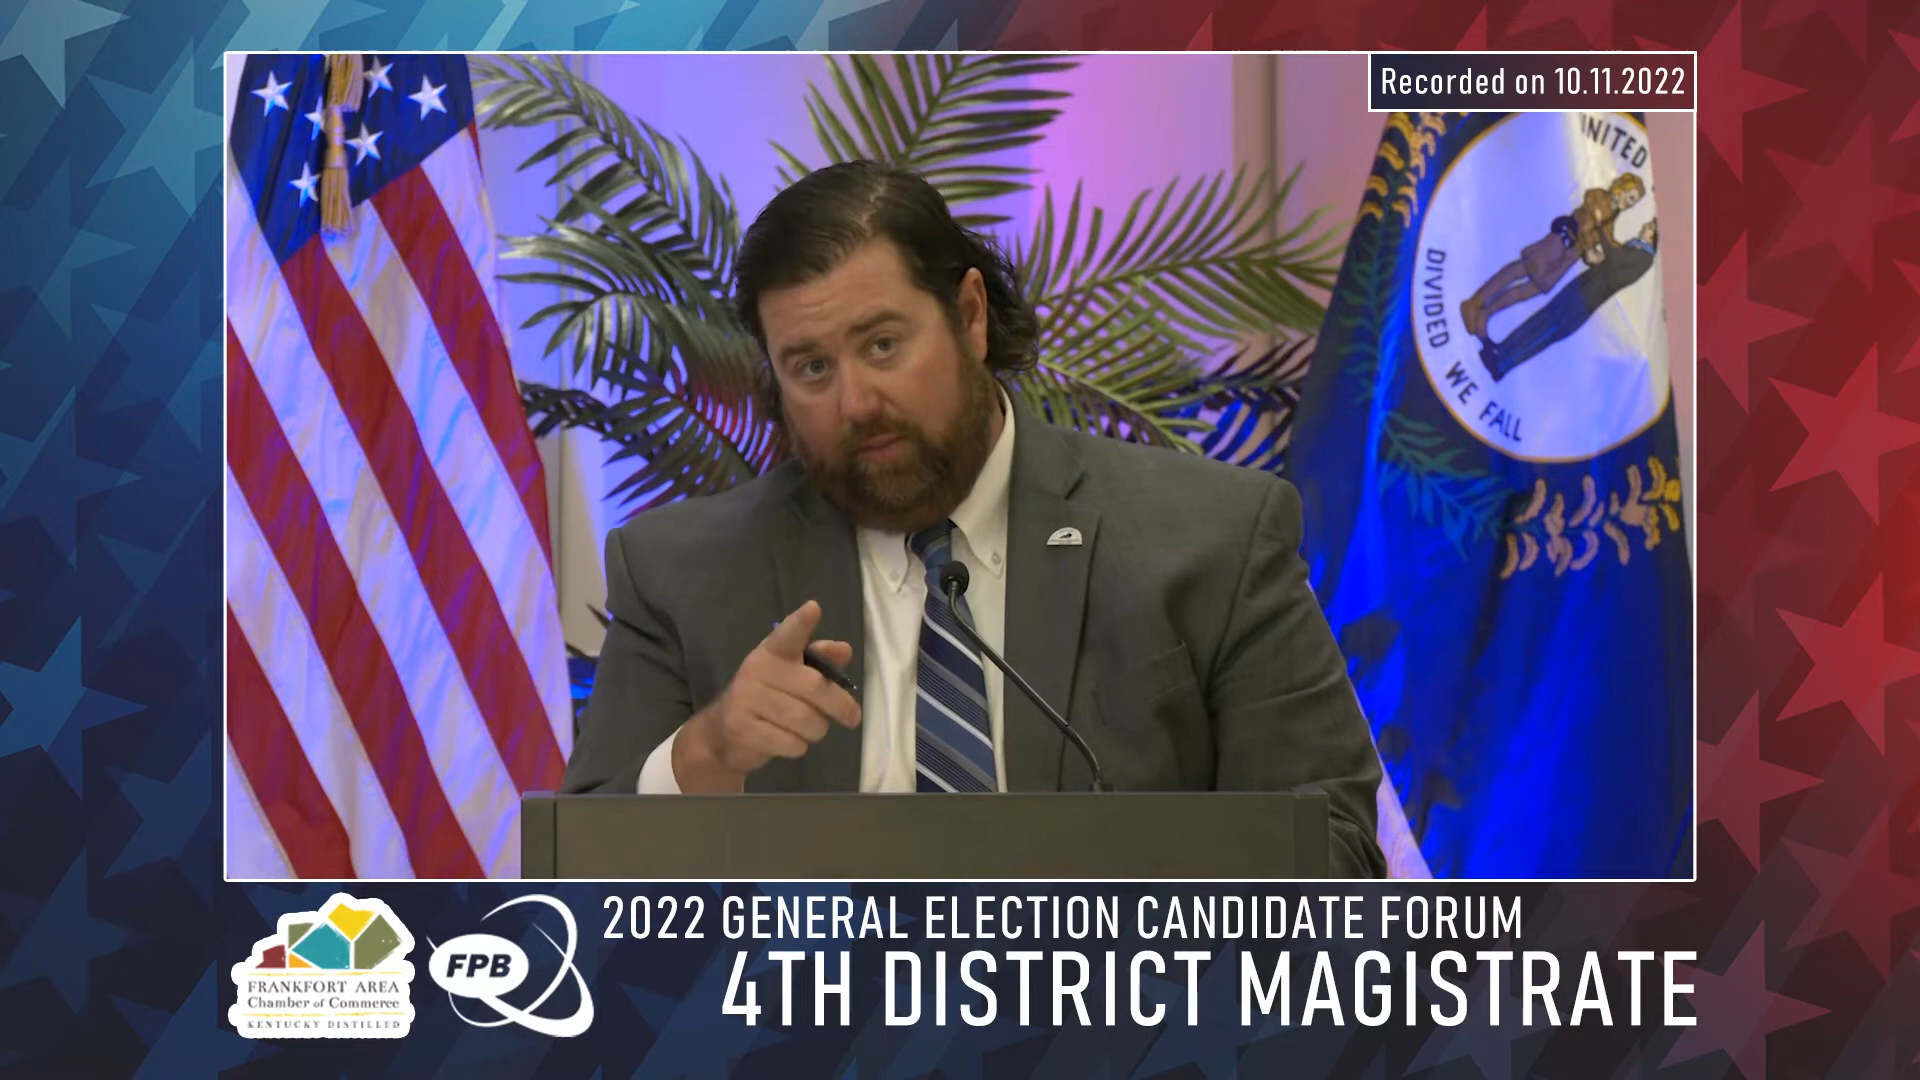 Recorded on 10.11.2022
UNITED
DIVIDED WE FALL
FRANKFORT AREA
Chamber of Commerce
KENTUCKY DISTILLED
FPB
2022 GENERAL ELECTION CANDIDATE FORUM
4TH DISTRICT MAGISTRATE